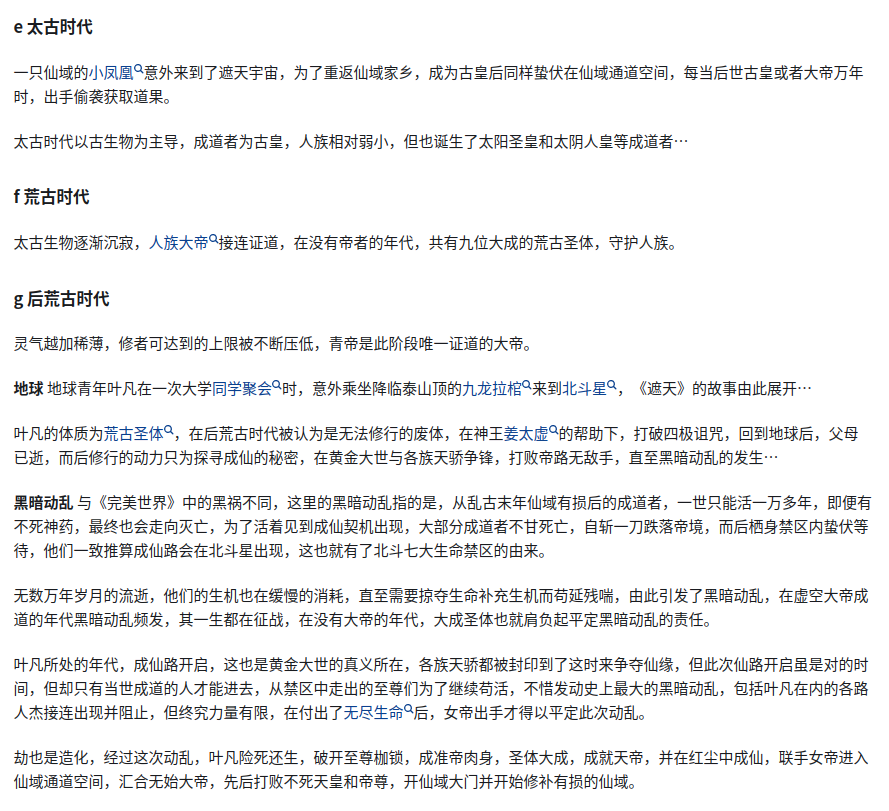 e 太古时代
一只仙域的小凤凰意外来到了遮天宇宙，为了重返仙域家乡，成为古皇后同样蛰伏在仙域通道空间，每当后世古皇或者大帝万年
时，出手偷袭获取道果。
太古时代以古生物为主导，成道者为古皇，人族相对弱小，但也诞生了太阳圣皇和太阴人皇等成道者…
f 荒古时代
太古生物逐渐沉寂，人族大帝接连证道，在没有帝者的年代，共有九位大成的荒古圣体，守护人族。
g 后荒古时代
灵气越加稀薄，修者可达到的上限被不断压低，青帝是此阶段唯一证道的大帝。
地球 地球青年叶凡在一次大学同学聚会时，意外乘坐降临泰山顶的九龙拉棺来到北斗星，《遮天》的故事由此展开…
叶凡的体质为荒古圣体，在后荒古时代被认为是无法修行的废体，在神王姜太虚的帮助下，打破四极诅咒，回到地球后，父母
已逝，而后修行的动力只为探寻成仙的秘密，在黄金大世与各族天骄争锋，打败帝路无敌手，直至黑暗动乱的发生…
黑暗动乱 与《完美世界》中的黑祸不同，这里的黑暗动乱指的是，从乱古末年仙域有损后的成道者，一世只能活一万多年，即便有
不死神药，最终也会走向灭亡，为了活着见到成仙契机出现，大部分成道者不甘死亡，自斩一刀跌落帝境，而后栖身禁区内蛰伏等
待，他们一致推算成仙路会在北斗星出现，这也就有了北斗七大生命禁区的由来。
无数万年岁月的流逝，他们的生机也在缓慢的消耗，直至需要掠夺生命补充生机而苟延残喘，由此引发了黑暗动乱，在虚空大帝成
道的年代黑暗动乱频发，其一生都在征战，在没有大帝的年代，大成圣体也就肩负起平定黑暗动乱的责任。
叶凡所处的年代，成仙路开启，这也是黄金大世的真义所在，各族天骄都被封印到了这时来争夺仙缘，但此次仙路开启虽是对的时
间，但却只有当世成道的人才能进去，从禁区中走出的至尊们为了继续苟活，不惜发动史上最大的黑暗动乱，包括叶凡在内的各路
人杰接连出现并阻止，但终究力量有限，在付出了无尽生命后，女帝出手才得以平定此次动乱。
劫也是造化，经过这次动乱，叶凡险死还生，破开至尊枷锁，成准帝肉身，圣体大成，成就天帝，并在红尘中成仙，联手女帝进入
仙域通道空间，汇合无始大帝，先后打败不死天皇和帝尊，开仙域大门并开始修补有损的仙域。